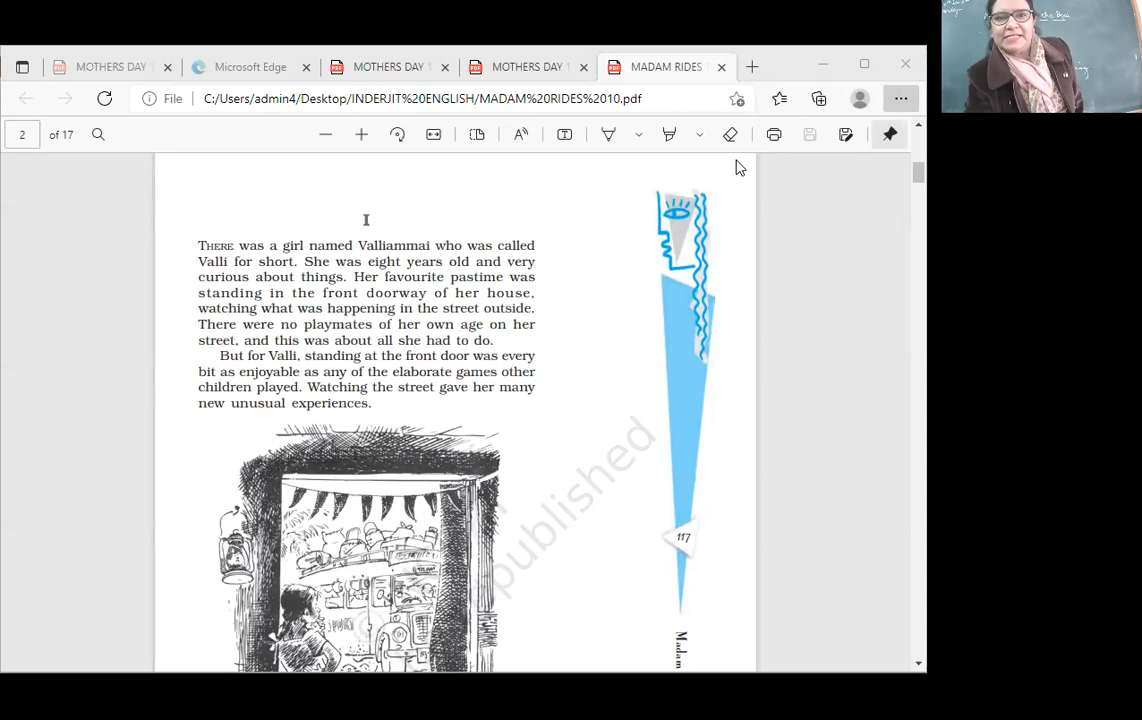 MOTHERS DAY
Microsoft Edge
MOTHERS DAY 1
MOTHERS DAY 1
MADAM RIDES
File
C:/Users/admin4/Desktop/INDERJIT%20ENGLISH/MADAM%20RIDES%2010.pdf
2 of 17
I
THERE was a girl named Valliammai who was called
Valli for short. She was eight years old and very
curious about things. Her favourite pastime was
standing in the front doorway of her house,
watching what was happening in the street outside.
There were no playmates of her own age on her
street, and this was about all she had to do.
But for Valli, standing at the front door was every
bit as enjoyable as any of the elaborate games other
children played. Watching the street gave her many
new unusual experiences.
published
117
Madam